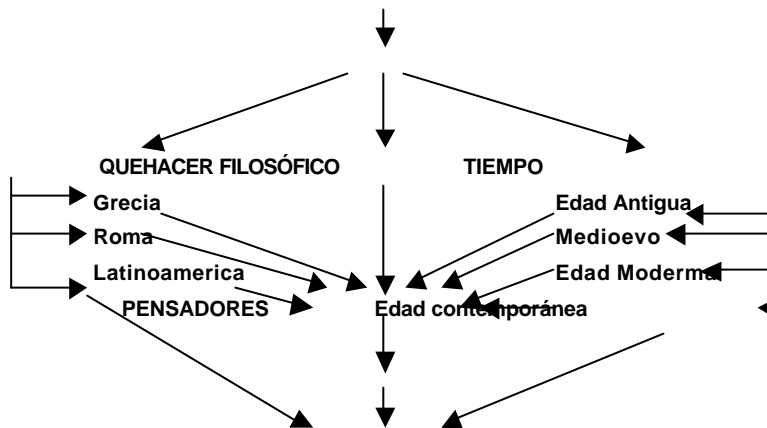 QUEHACER FILOSÓFICO TIEMPO
Grecia Edad Antigua
Roma Medioevo
Latinoamerica Edad Moderma
PENSADORES Edad contemporánea